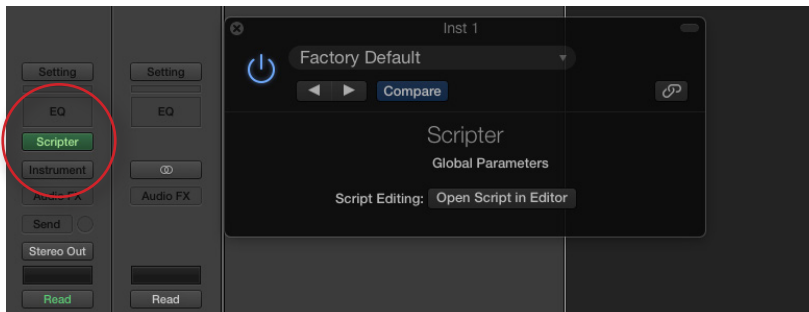 Inst 1
Factory Default
Compare
Scripter
Global Parameters
Script Editing: Open Script in Editor
Setting
EQ
Scripter
Instrument
Audio FX
Send
Stereo Out
Read
Setting
EQ
Audio FX
Read